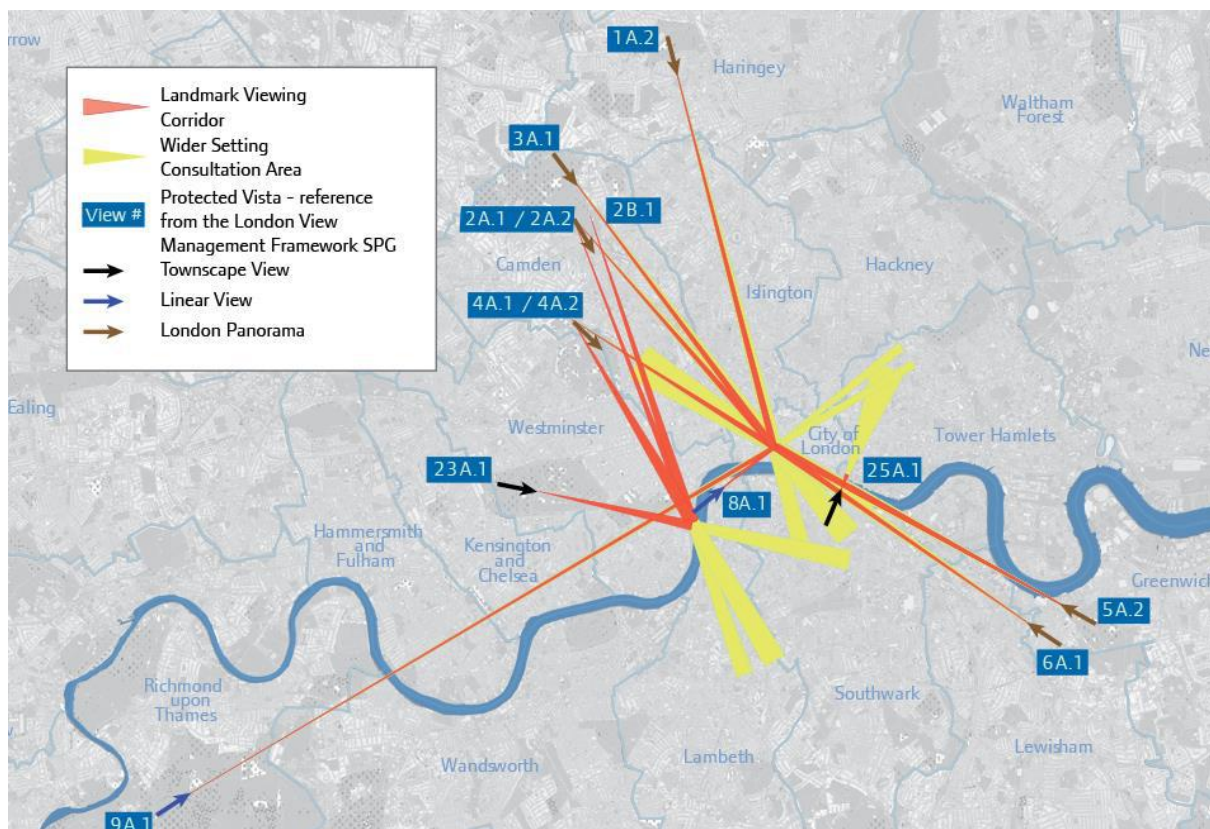 rrow
1A.2
Haringey
Waltham
Forest
Landmark Viewing
Corridor
Wider Setting
Consultation Area
View #
Protected Vista - reference
from the London View
Management Framework SPG
Townscape View
Linear View
London Panorama
3A.1
2A.1 / 2A.2
2B.1
Camden
Hackney
4A.1 / 4A.2
Islington
Ne
Ealing
Westminster
City of
London
Tower Hamlets
23A.1
25A.1
8A.1
Hammersmith
and
Fulham
Kensington
and
Chelsea
Greenwich
5A.2
6A.1
Richmond
upon
Thames
Southwark
Wandsworth
Lambeth
Lewisham
9A.1